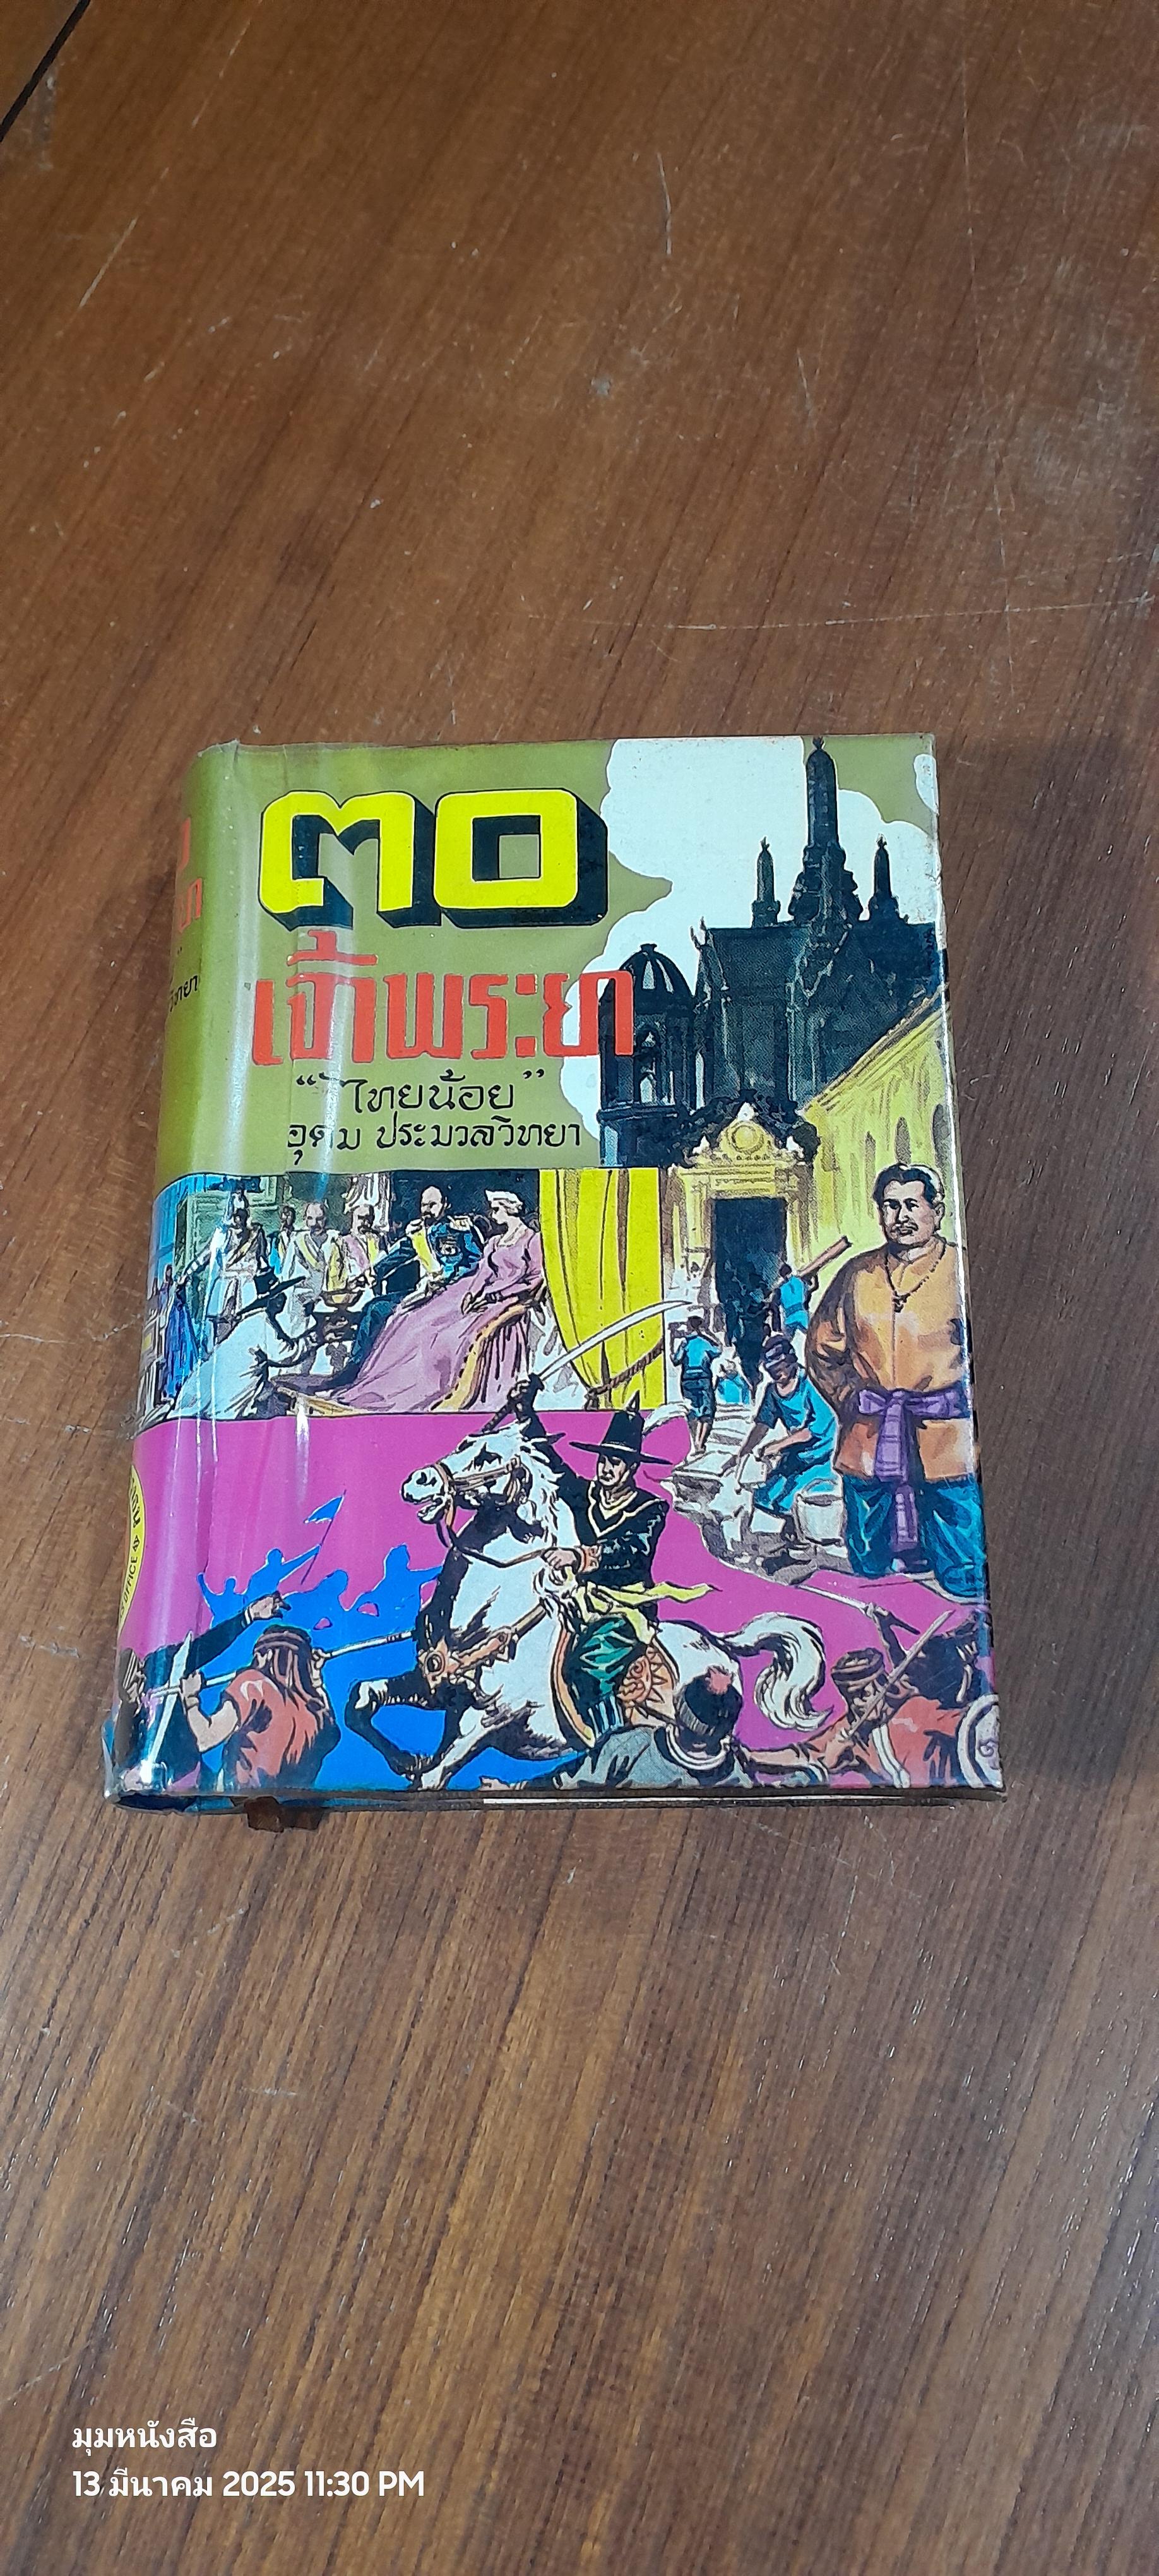 ๓๐
เจ้าพระยา
“ไทยน้อย”
อุดม ประมวลวิทยา
OFFICE
มุมหนังสือ
13 มีนาคม 2025 11:30 PM